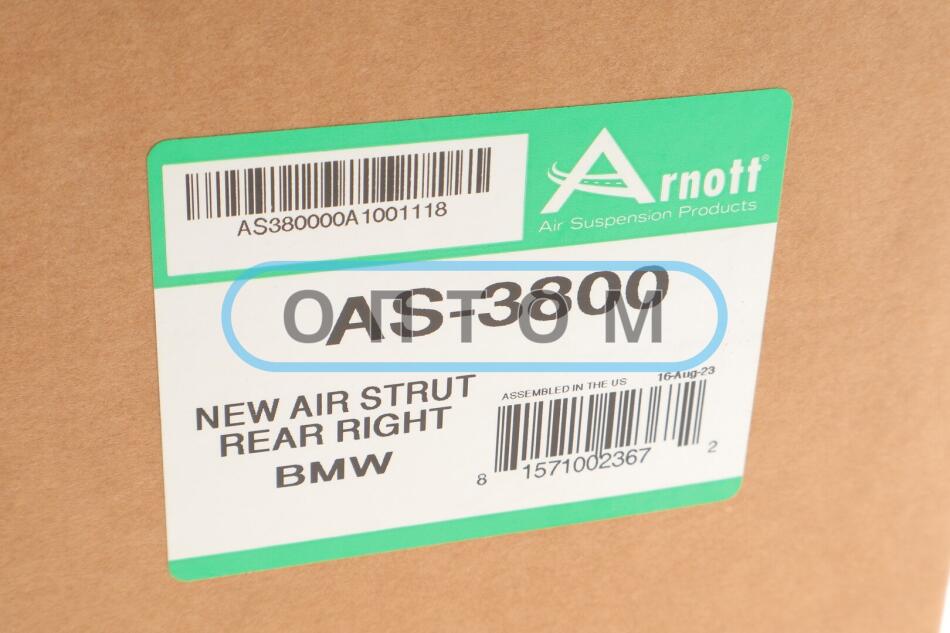 AS380000A1001118
Arnott®
Air Suspension Products
AS-3800
ОПТОМ
NEW AIR STRUT
REAR RIGHT
BMW
ASSEMBLED IN THE US 16-Aug-23
8 1571002367 2